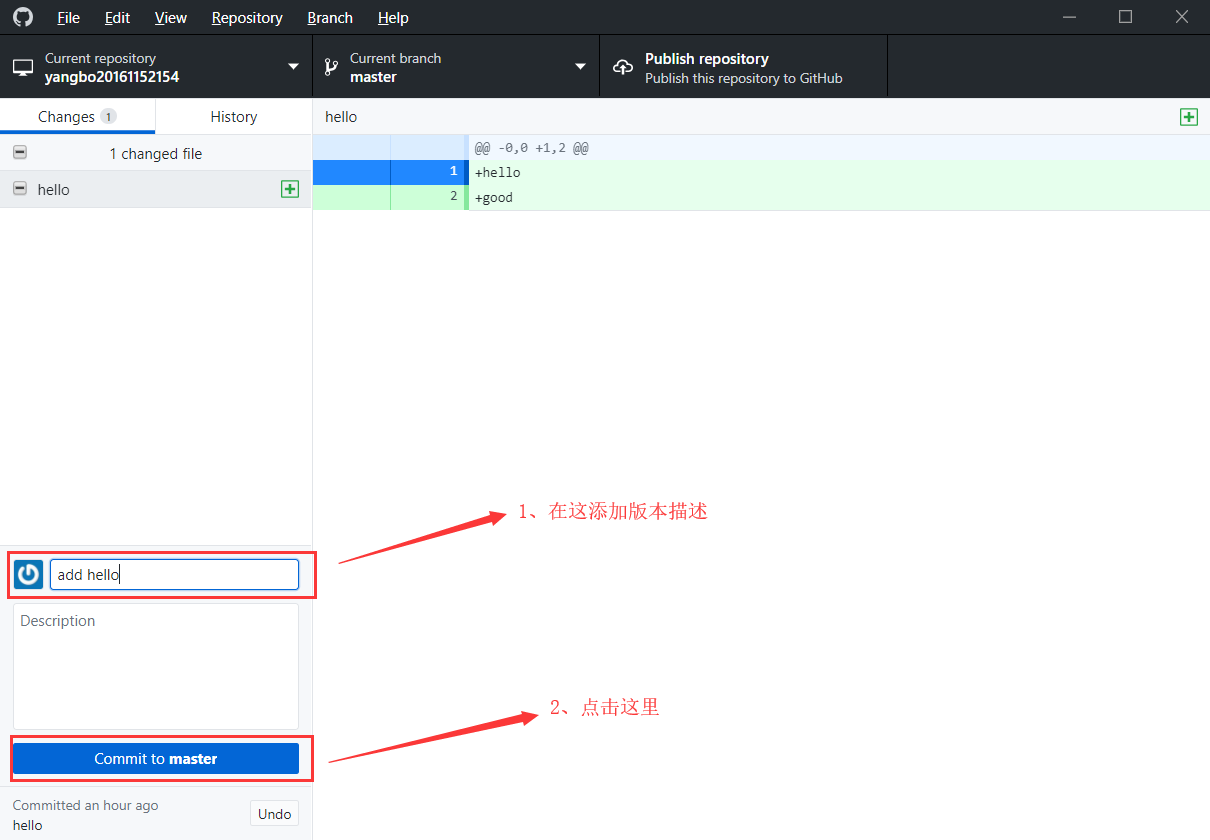 File Edit View Repository Branch Help
Current repository
yangbo20161152154
Current branch
master
Publish repository
Publish this repository to GitHub
Changes 1
History
hello
1 changed file
@@ -0,0 +1,2 @@
1 +hello
hello
2 +good
1、在这添加版本描述
add hello
Description
2、点击这里
Commit to master
Committed an hour ago
Undo
hello